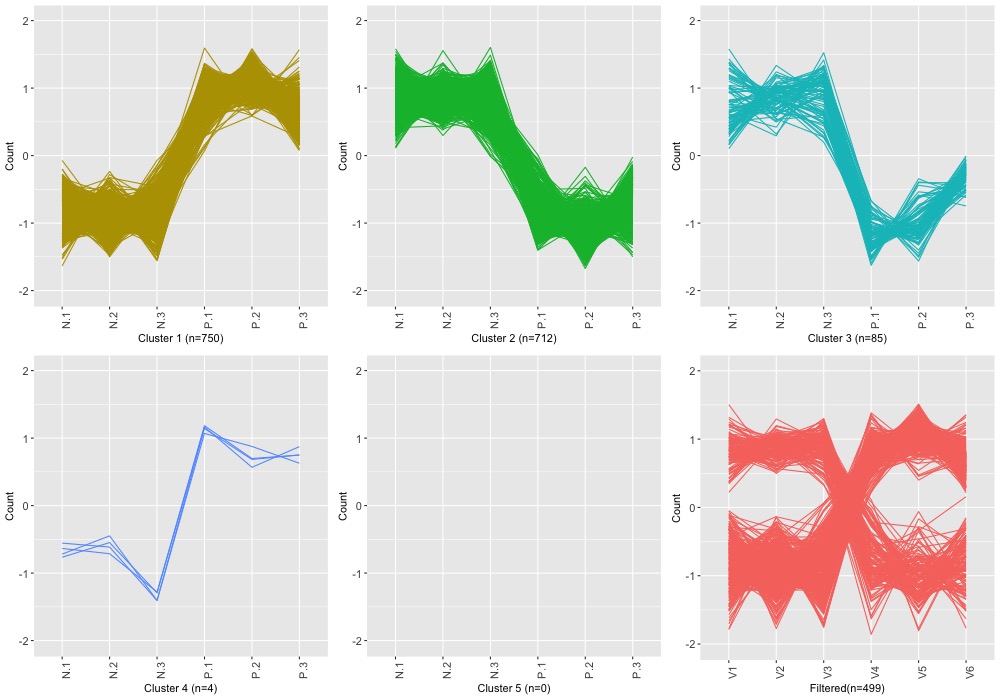 2
1
0
-1
-2
Count
N.1 N.2 N.3 P.1 P.2 P.3
Cluster 1 (n=750)
2
1
0
-1
-2
Count
N.1 N.2 N.3 P.1 P.2 P.3
Cluster 2 (n=712)
2
1
0
-1
-2
Count
N.1 N.2 N.3 P.1 P.2 P.3
Cluster 3 (n=85)
2
1
0
-1
-2
Count
N.1 N.2 N.3 P.1 P.2 P.3
Cluster 4 (n=4)
2
1
0
-1
-2
Count
N.1 N.2 N.3 P.1 P.2 P.3
Cluster 5 (n=0)
2
1
0
-1
-2
Count
V1 V2 V3 V4 V5 V6
Filtered(n=499)